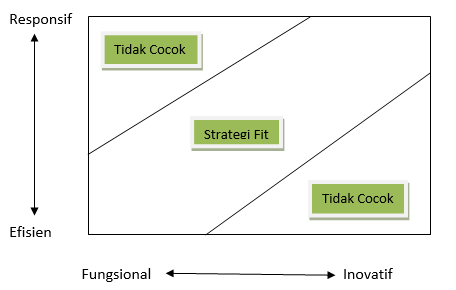 Responsif
Tidak Cocok
Strategi Fit
Tidak Cocok
Efisien
Fungsional
Inovatif